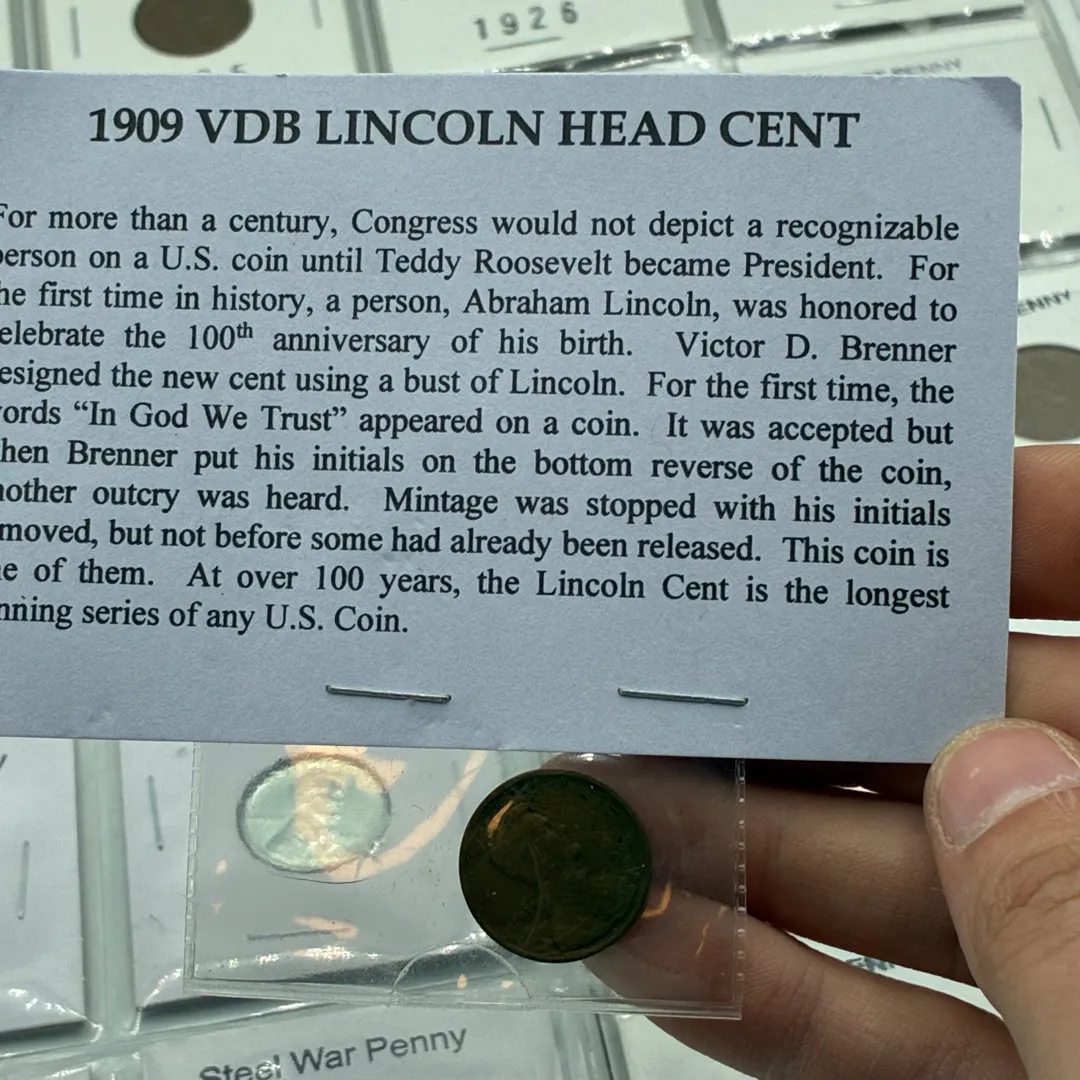 1926
1909 VDB LINCOLN HEAD CENT
For more than a century, Congress would not depict a recognizable
erson on a U.S. coin until Teddy Roosevelt became President. For
he first time in history, a person, Abraham Lincoln, was honored to
elebrate the 100th anniversary of his birth. Victor D. Brenner
esigned the new cent using a bust of Lincoln. For the first time, the
ords “In God We Trust” appeared on a coin. It was accepted but
hen Brenner put his initials on the bottom reverse of the coin,
nother outcry was heard. Mintage was stopped with his initials
moved, but not before some had already been released. This coin is
e of them. At over 100 years, the Lincoln Cent is the longest
nning series of any U.S. Coin.
Steel War Penny